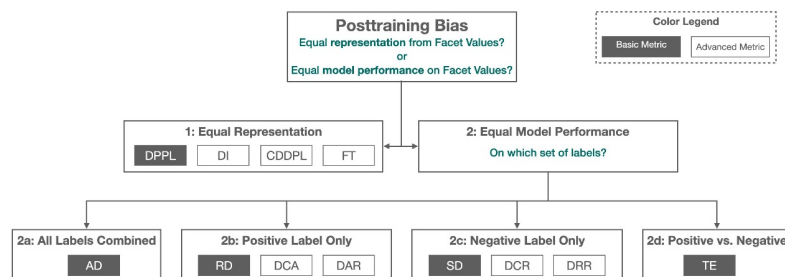 Posttraining Bias
Equal representation from Facet Values?
or
Equal model performance on Facet Values?
Color Legend
Basic Metric
Advanced Metric
1: Equal Representation
DPPL DI CDDPL FT
2: Equal Model Performance
On which set of labels?
2a: All Labels Combined
AD
2b: Positive Label Only
RD DCA DAR
2c: Negative Label Only
SD DCR DRR
2d: Positive vs. Negative
TE